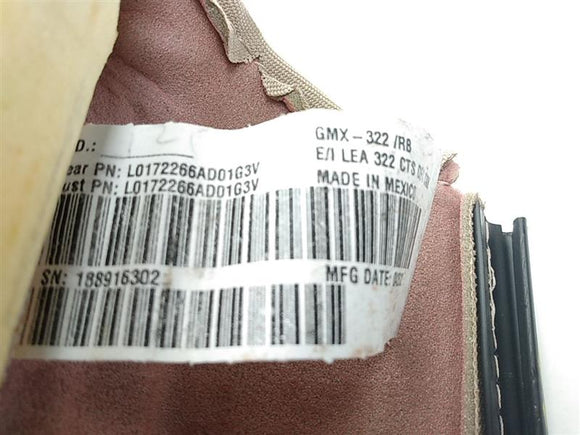 D.:
GMX-322 /RB
ear PN: L0172266AD01G3V
E/I LEA 322 CTS
ust PN: L0172266AD01G3V
MADE IN MEXICO
SN: 188916302
MFG DATE: